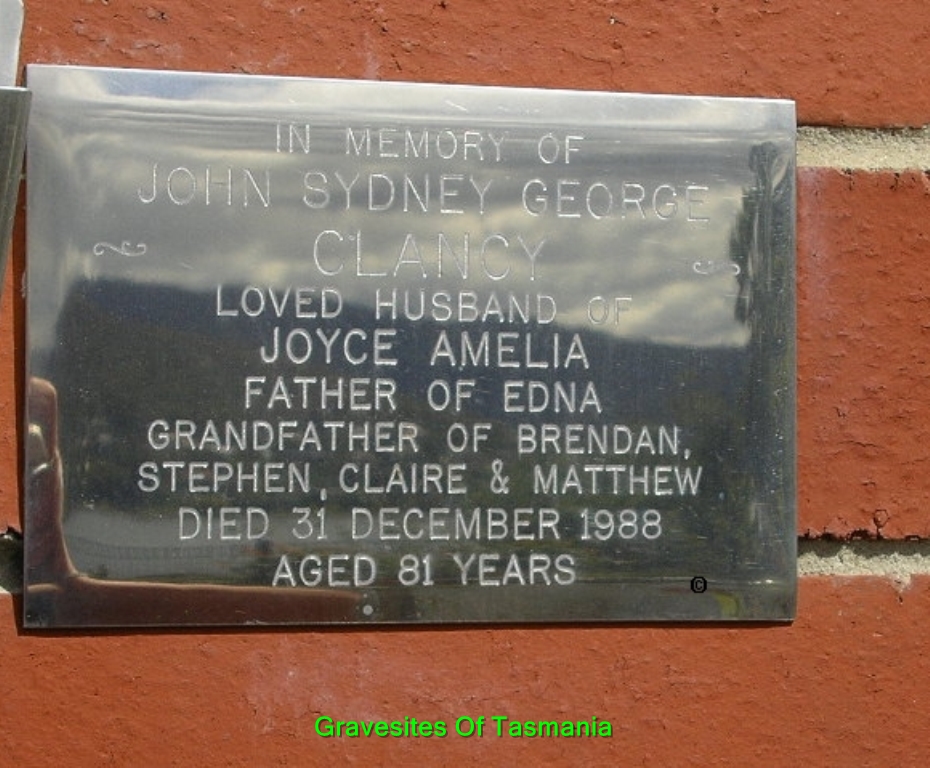 IN MEMORY OF
JOHN SYDNEY GEORGE
CLANCY
LOVED HUSBAND OF
JOYCE AMELIA
FATHER OF EDNA
GRANDFATHER OF BRENDAN,
STEPHEN, CLAIRE & MATTHEW
DIED 31 DECEMBER 1988
AGED 81 YEARS
©
Gravesites Of Tasmania